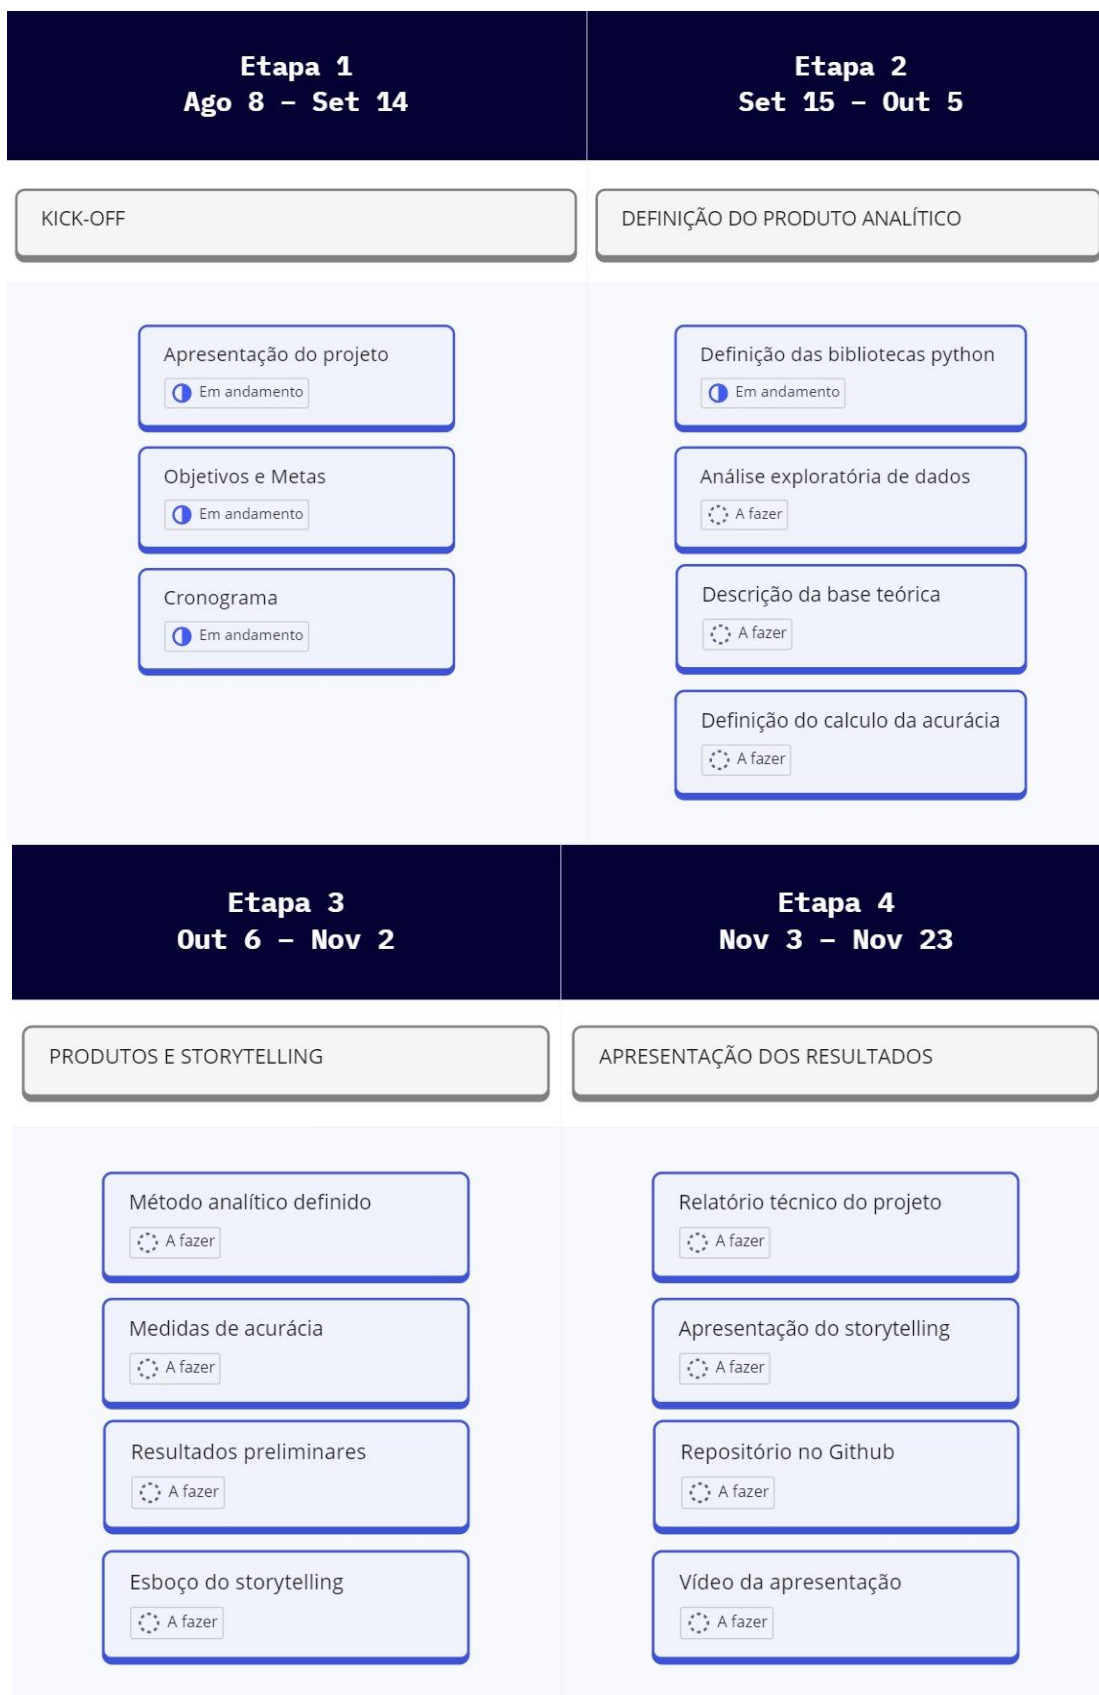 Etapa 1
Ago 8 – Set 14
KICK-OFF
Apresentação do projeto
Em andamento
Objetivos e Metas
Em andamento
Cronograma
Em andamento
Etapa 2
Set 15 – Out 5
DEFINIÇÃO DO PRODUTO ANALÍTICO
Definição das bibliotecas python
Em andamento
Análise exploratória de dados
A fazer
Descrição da base teórica
A fazer
Definição do calculo da acurácia
A fazer
Etapa 3
Out 6 – Nov 2
PRODUTOS E STORYTELLING
Método analítico definido
A fazer
Medidas de acurácia
A fazer
Resultados preliminares
A fazer
Esboço do storytelling
A fazer
Etapa 4
Nov 3 – Nov 23
APRESENTAÇÃO DOS RESULTADOS
Relatório técnico do projeto
A fazer
Apresentação do storytelling
A fazer
Repositório no Github
A fazer
Vídeo da apresentação
A fazer